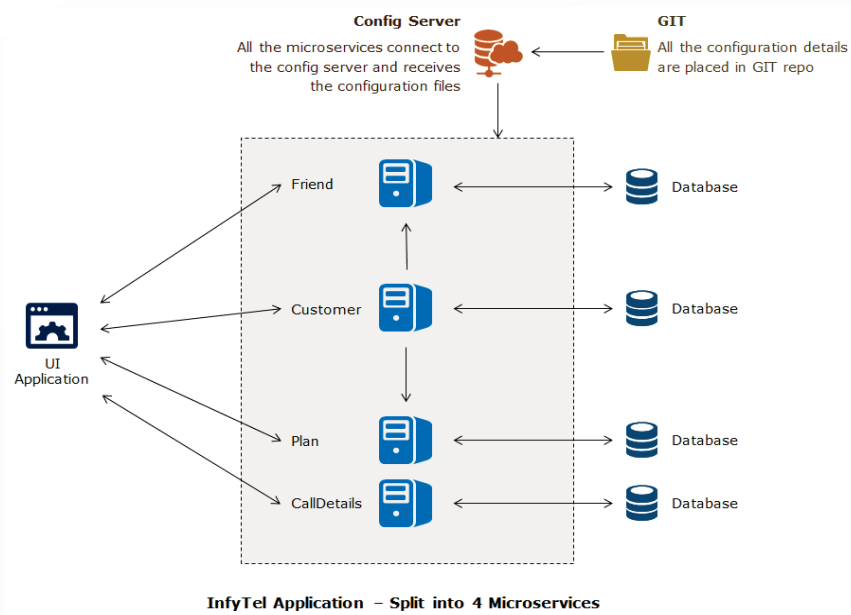 Config Server
All the microservices connect to
the config server and receives
the configuration files
GIT
All the configuration details
are placed in GIT repo
Friend
Database
Customer
Database
UI
Application
Plan
Database
CallDetails
Database
InfyTel Application – Split into 4 Microservices